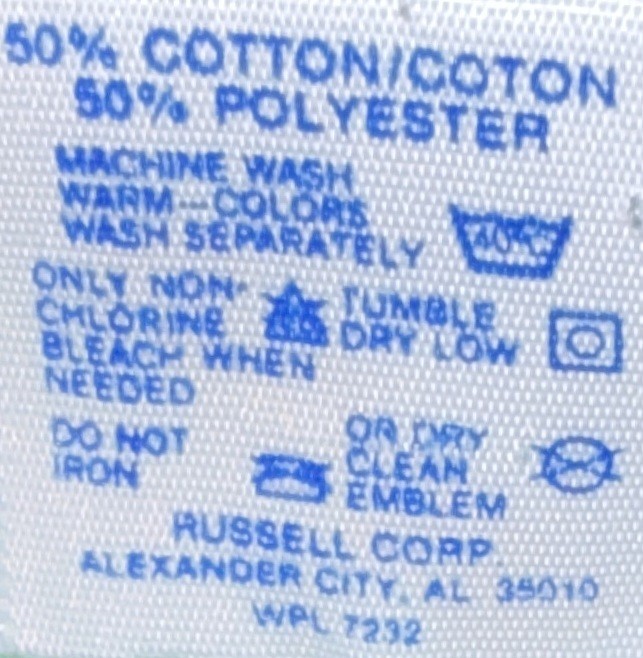 50% COTTON/COTON
50% POLYESTER
MACHINE WASH
WARM—COLORS
WASH SEPARATELY
40°C
ONLY NON-
CHLORINE
BLEACH WHEN
NEEDED
TUMBLE
DRY LOW
DO NOT
IRON
OR DRY
CLEAN
EMBLEM
RUSSELL CORP.
ALEXANDER CITY, AL 35010
WPL 7232